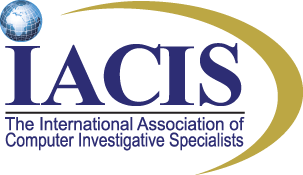 iACIS
The International Association of
Computer Investigative Specialists